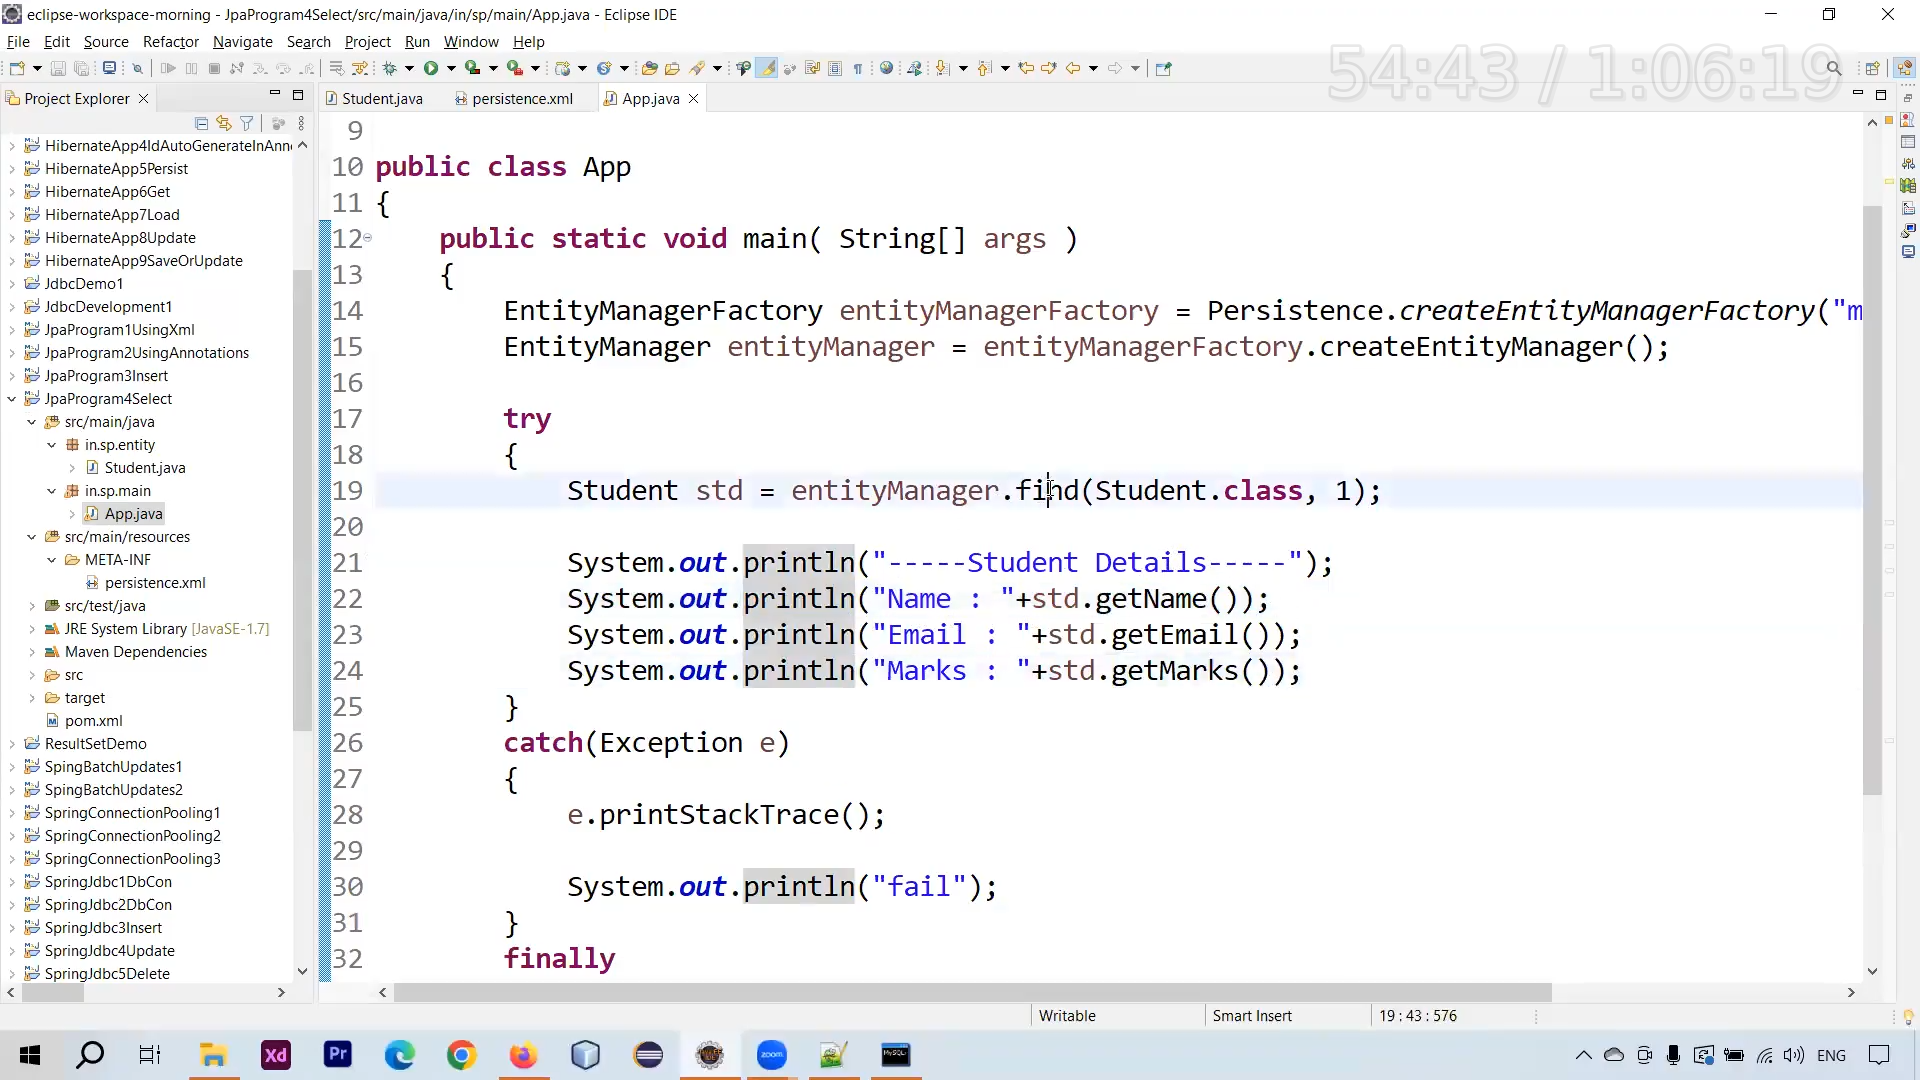 eclipse-workspace-morning - JpaProgram4Select/src/main/java/in/sp/main/App.java - Eclipse IDE
File Edit Source Refactor Navigate Search Project Run Window Help
54:43 / 1:06:19
Project Explorer
Student.java
persistence.xml
App.java
HibernateApp4IdAutoGenerateInAnno
HibernateApp5Persist
HibernateApp6Get
HibernateApp7Load
HibernateApp8Update
HibernateApp9SaveOrUpdate
JdbcDemo1
JdbcDevelopment1
JpaProgram1UsingXml
JpaProgram2UsingAnnotations
JpaProgram3Insert
JpaProgram4Select
src/main/java
in.sp.entity
Student.java
in.sp.main
App.java
src/main/resources
META-INF
persistence.xml
src/test/java
JRE System Library [JavaSE-1.7]
Maven Dependencies
src
target
pom.xml
ResultSetDemo
SpingBatchUpdates1
SpingBatchUpdates2
SpringConnectionPooling1
SpringConnectionPooling2
SpringConnectionPooling3
SpringJdbc1DbCon
SpringJdbc2DbCon
SpringJdbc3Insert
SpringJdbc4Update
SpringJdbc5Delete
9
10 public class App
11 {
12 public static void main( String[] args )
13 {
14 EntityManagerFactory entityManagerFactory = Persistence.createEntityManagerFactory("m
15 EntityManager entityManager = entityManagerFactory.createEntityManager();
16
17 try
18 {
19 Student std = entityManager.find(Student.class, 1);
20
21 System.out.println("-----Student Details-----");
22 System.out.println("Name : "+std.getName());
23 System.out.println("Email : "+std.getEmail());
24 System.out.println("Marks : "+std.getMarks());
25 }
26 catch(Exception e)
27 {
28 e.printStackTrace();
29
30 System.out.println("fail");
31 }
32 finally
Writable
Smart Insert
19 : 43 : 576
Xd
Pr
zoom
MySQL
ENG